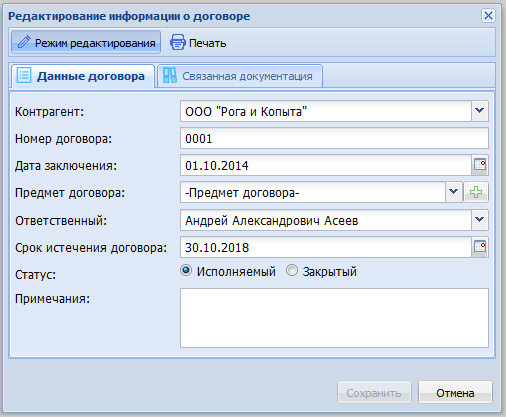 Редактирование информации о договоре
Режим редактирования Печать
Данные договора Связанная документация
Контрагент: ООО "Рога и Копыта"
Номер договора: 0001
Дата заключения: 01.10.2014
Предмет договора: -Предмет договора-
Ответственный: Андрей Александрович Асеев
Срок истечения договора: 30.10.2018
Статус: Исполняемый Закрытый
Примечания:
Сохранить Отмена